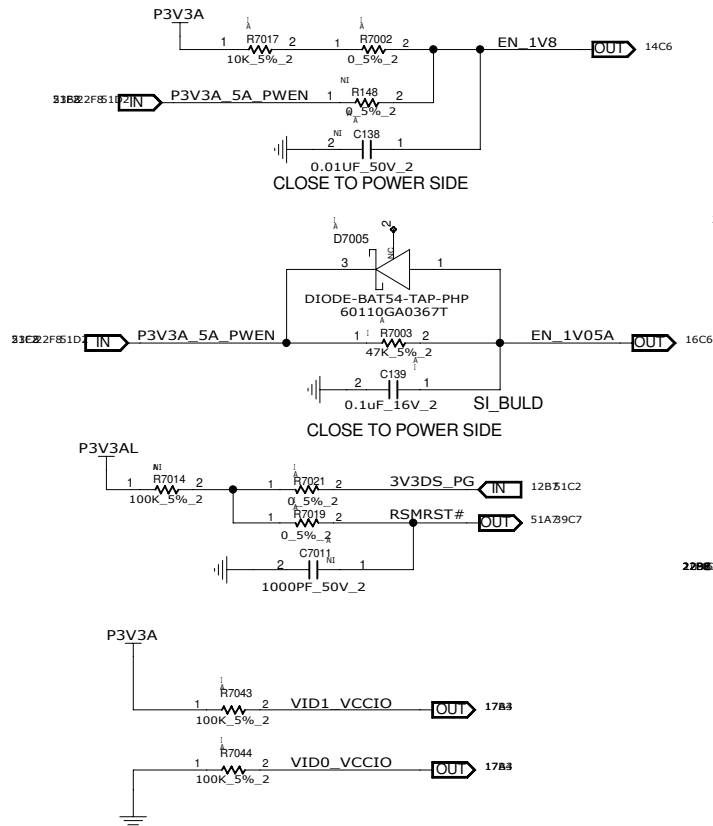 P3V3A
1 R7017 2 1 R7002 2 EN_1V8 OUT 14C6
10K_5%_2 0_5%_2
NI
IN P3V3A_5A_PWEN 1 R148 2
0_5%_2
NI C138
2 1
0.01UF_50V_2
CLOSE TO POWER SIDE
2
D7005
NC
3 1
DIODE-BAT54-TAP-PHP
60110GA0367T
IN P3V3A_5A_PWEN 1 R7003 2 EN_1V05A OUT 16C6
47K_5%_2
C139
2 1
0.1uF_16V_2 SI_BULD
CLOSE TO POWER SIDE
P3V3AL
1 R7014 2 1 R7021 2 3V3DS_PG IN
100K_5%_2 0_5%_2
1 R7019 2 RSMRST# OUT
0_5%_2
C7011 NI
2 1
1000PF_50V_2
P3V3A
R7043
1 2 VID1_VCCIO OUT
100K_5%_2
R7044
1 2 VID0_VCCIO OUT
100K_5%_2